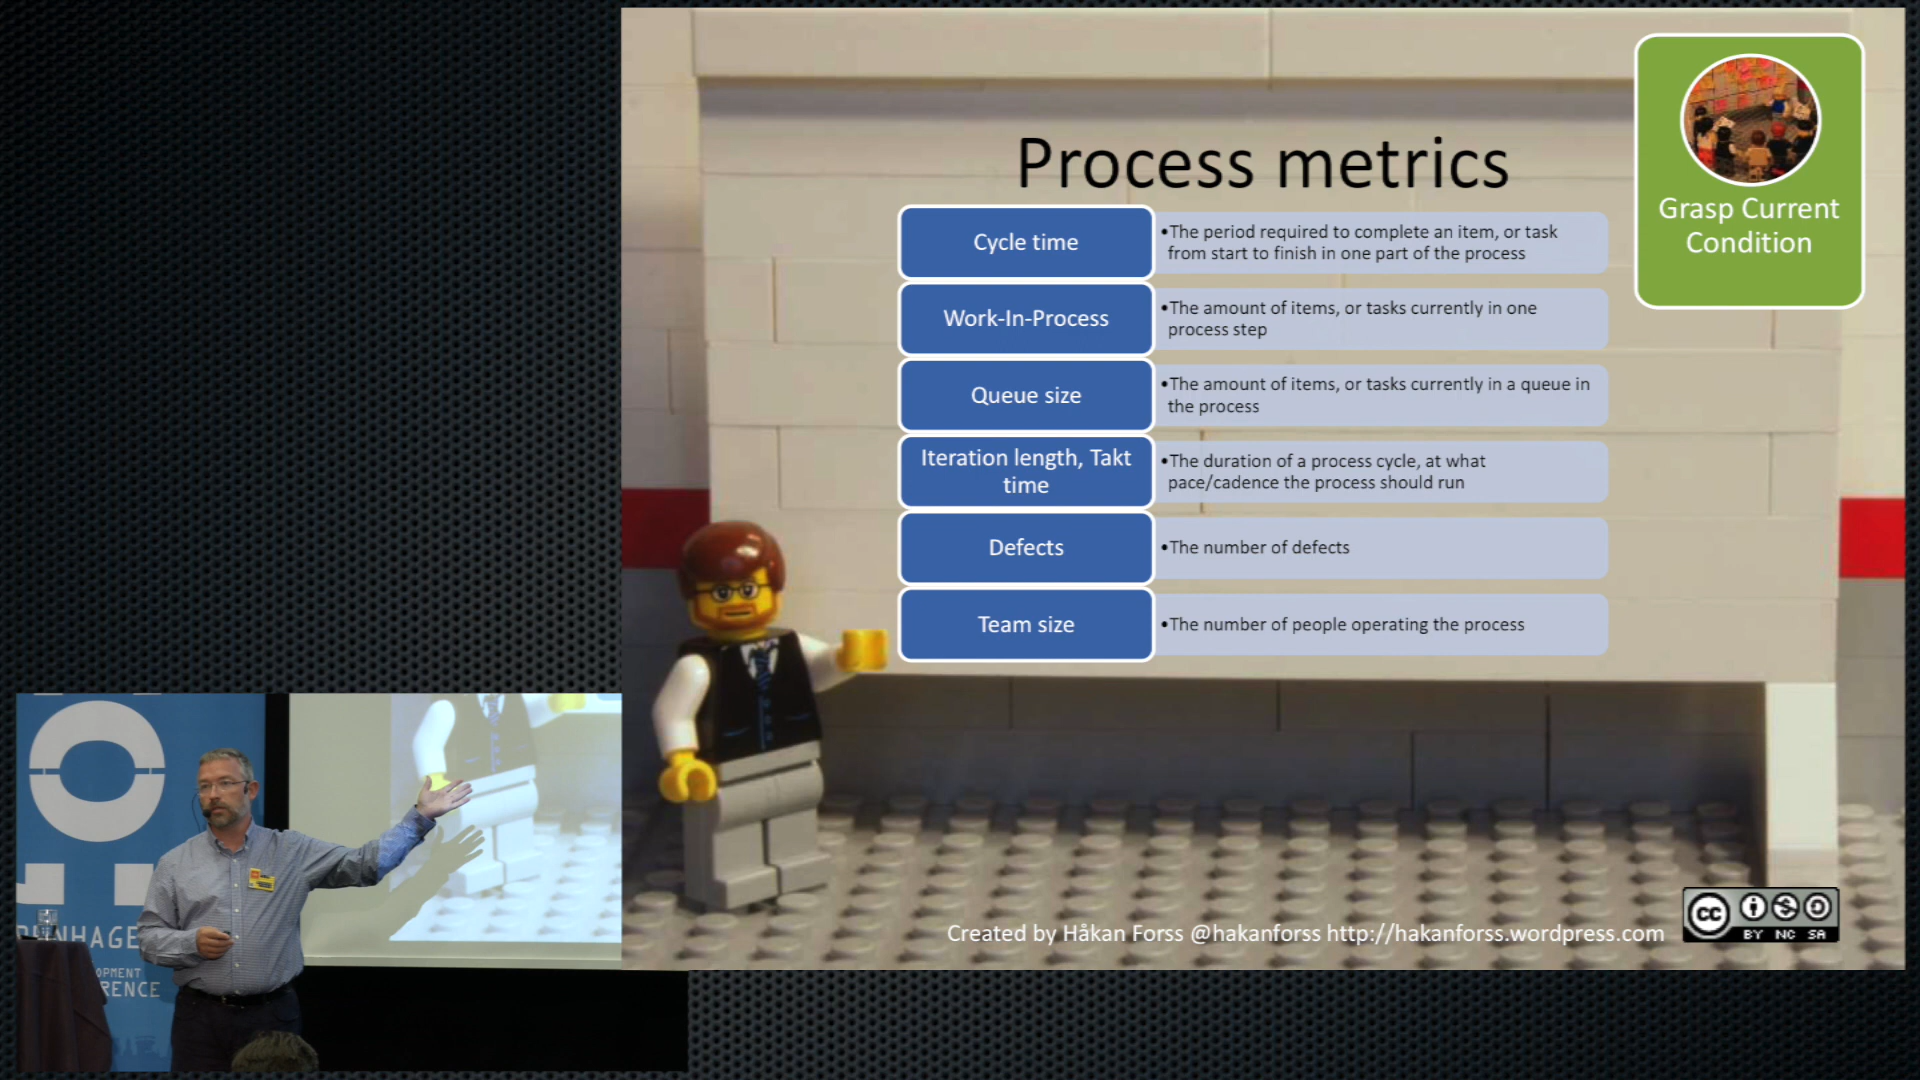 Process metrics
Grasp Current
Condition
Cycle time
•The period required to complete an item, or task
from start to finish in one part of the process
Work-In-Process
•The amount of items, or tasks currently in one
process step
Queue size
•The amount of items, or tasks currently in a queue in
the process
Iteration length, Takt
time
•The duration of a process cycle, at what
pace/cadence the process should run
Defects
•The number of defects
Team size
•The number of people operating the process
Created by Håkan Forss @hakanforss http://hakanforss.wordpress.com
cc
BY NC SA
ENHAGE
OPMENT
RENCE